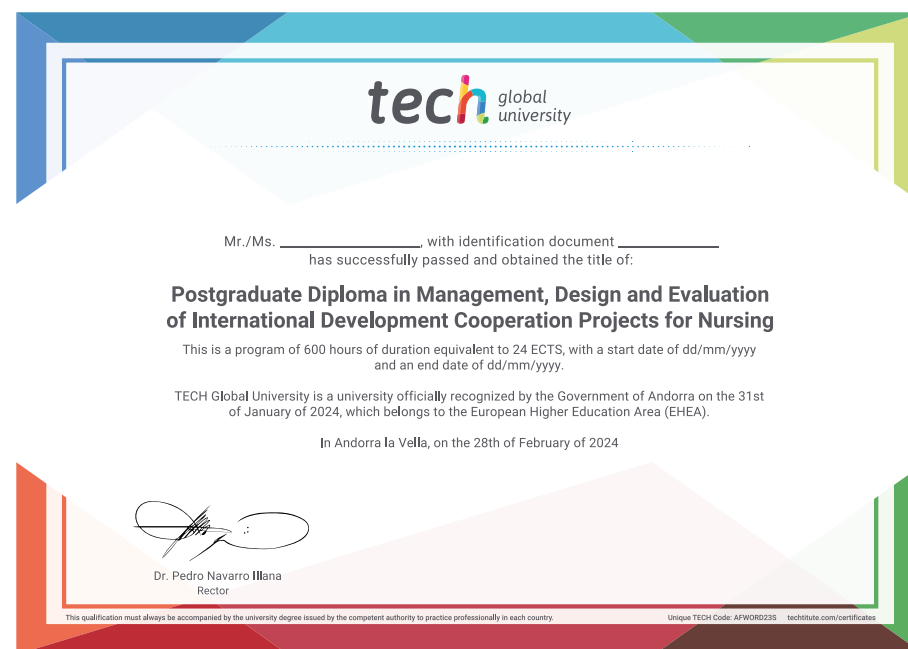 tech global university
Mr./Ms. ____________________, with identification document ______________
has successfully passed and obtained the title of:
Postgraduate Diploma in Management, Design and Evaluation
of International Development Cooperation Projects for Nursing
This is a program of 600 hours of duration equivalent to 24 ECTS, with a start date of dd/mm/yyyy
and an end date of dd/mm/yyyy.
TECH Global University is a university officially recognized by the Government of Andorra on the 31st
of January of 2024, which belongs to the European Higher Education Area (EHEA).
In Andorra la Vella, on the 28th of February of 2024
Dr. Pedro Navarro Illana
Rector
This qualification must always be accompanied by the university degree issued by the competent authority to practice professionally in each country.
Unique TECH Code: AFWORD23S techtitute.com/certificates